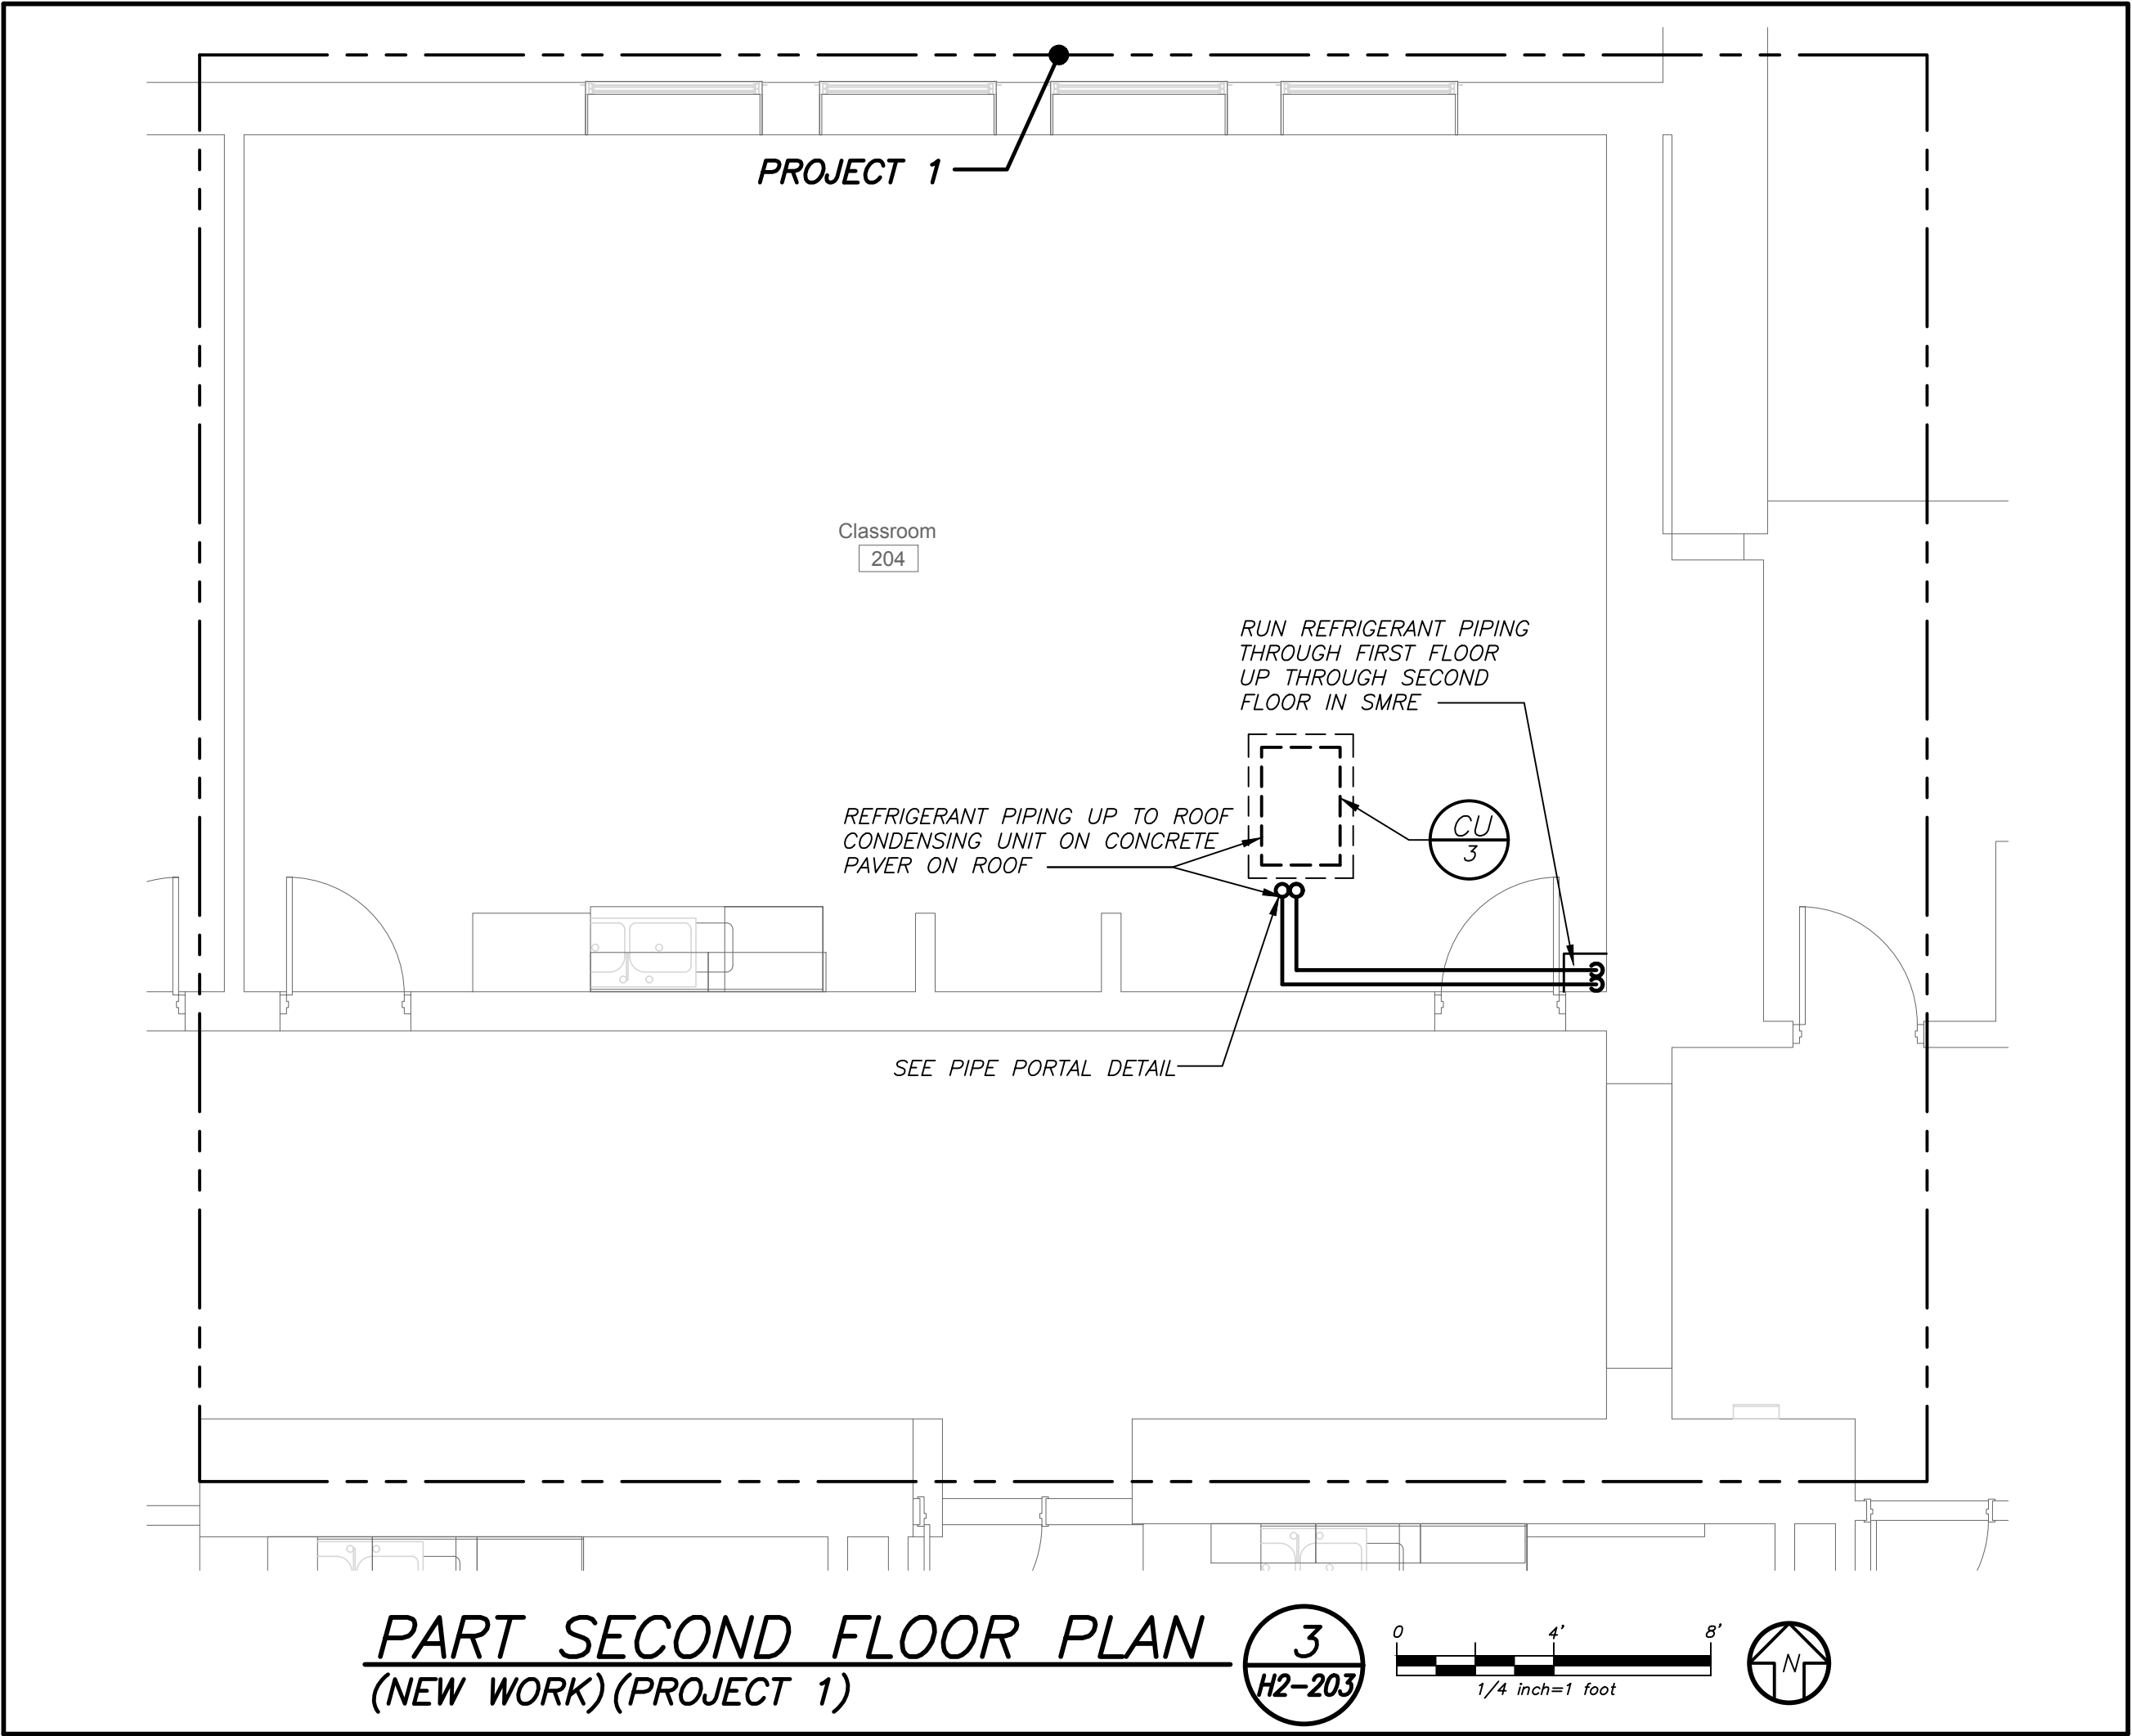 PROJECT 1
Classroom
204
RUN REFRIGERANT PIPING
THROUGH FIRST FLOOR
UP THROUGH SECOND
FLOOR IN SMRE
REFRIGERANT PIPING UP TO ROOF
CONDENSING UNIT ON CONCRETE
PAVER ON ROOF
CU
3
SEE PIPE PORTAL DETAIL
PART SECOND FLOOR PLAN
(NEW WORK)(PROJECT 1)
3
H2-203
0 4' 8'
1/4 inch=1 foot
N